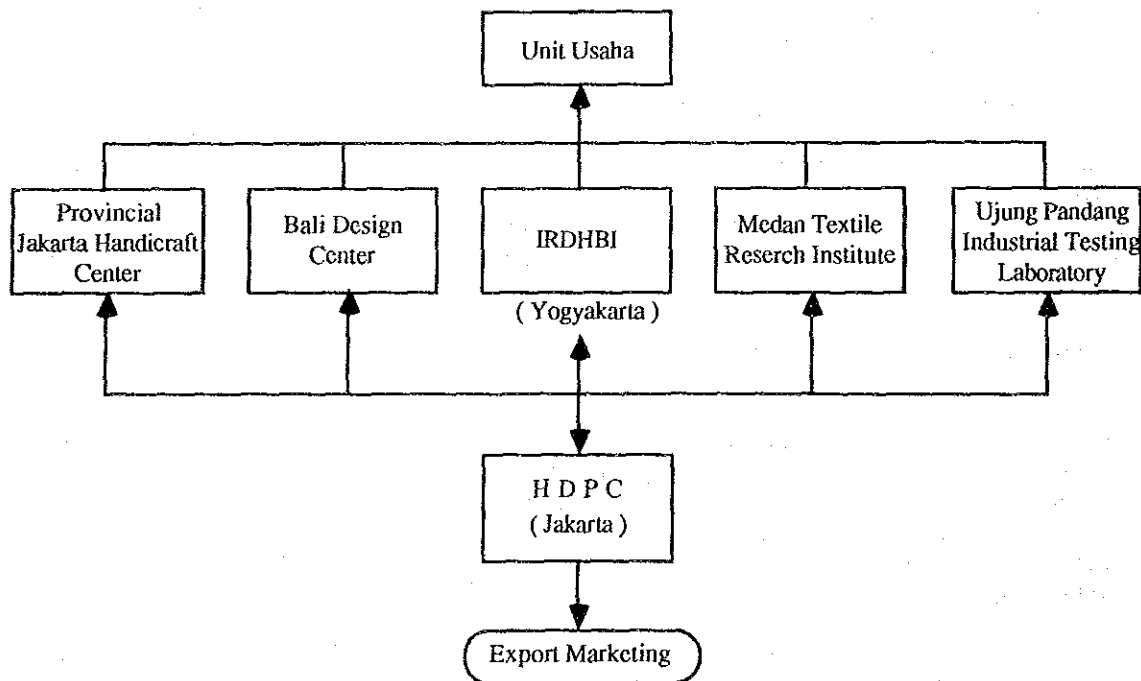 Unit Usaha
Provincial
Jakarta Handicraft
Center
Bali Design
Center
IRDHBI
( Yogyakarta )
Medan Textile
Reserch Institute
Ujung Pandang
Industrial Testing
Laboratory
H D P C
( Jakarta )
Export Marketing